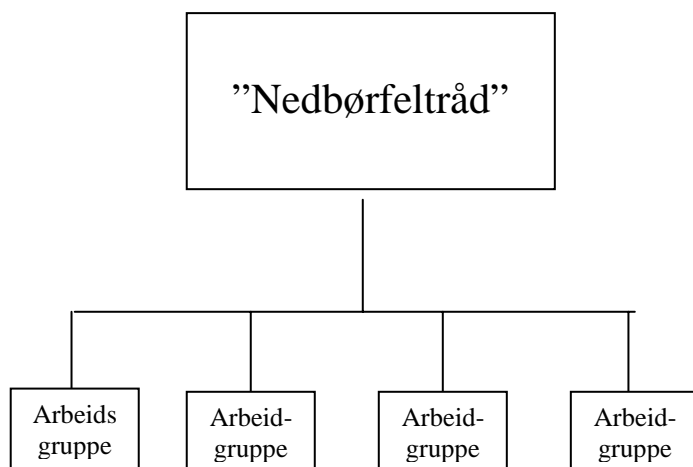 ”Nedbørfeltråd”
Arbeids
gruppe
Arbeid-
gruppe
Arbeid-
gruppe
Arbeid-
gruppe